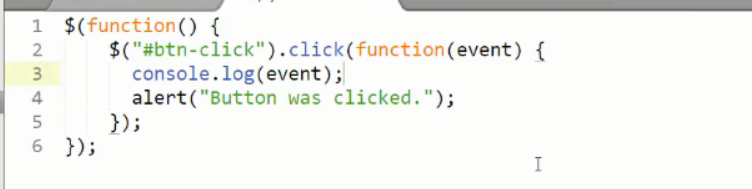 1 $(function() {
2 $("#btn-click").click(function(event) {
3 console.log(event);
4 alert("Button was clicked.");
5 });
6 });